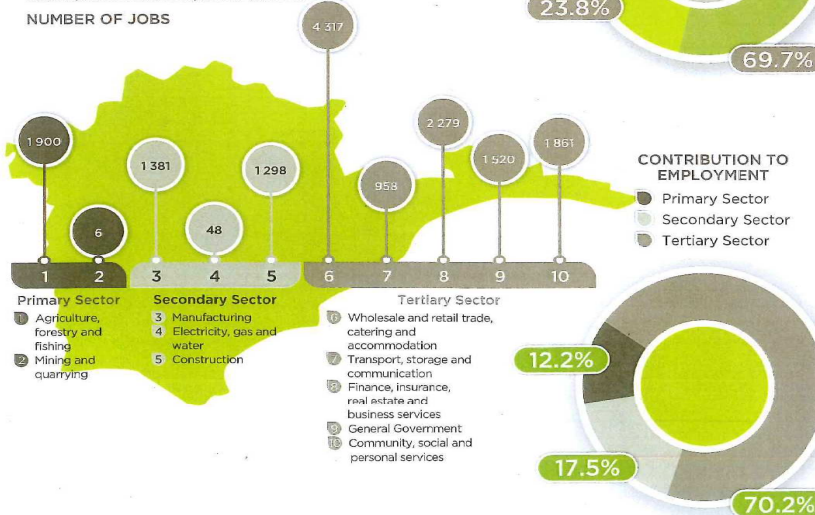 NUMBER OF JOBS
23.8%
69.7%
4 317
1 900
6
1 381
48
1 298
958
2 279
1 520
1 861
1 2 3 4 5 6 7 8 9 10
CONTRIBUTION TO
EMPLOYMENT
Primary Sector
Secondary Sector
Tertiary Sector
Primary Sector
1 Agriculture,
forestry and
fishing
2 Mining and
quarrying
Secondary Sector
3 Manufacturing
4 Electricity, gas and
water
5 Construction
Tertiary Sector
6 Wholesale and retail trade,
catering and
accommodation
7 Transport, storage and
communication
8 Finance, insurance,
real estate and
business services
9 General Government
10 Community, social and
personal services
12.2%
17.5%
70.2%